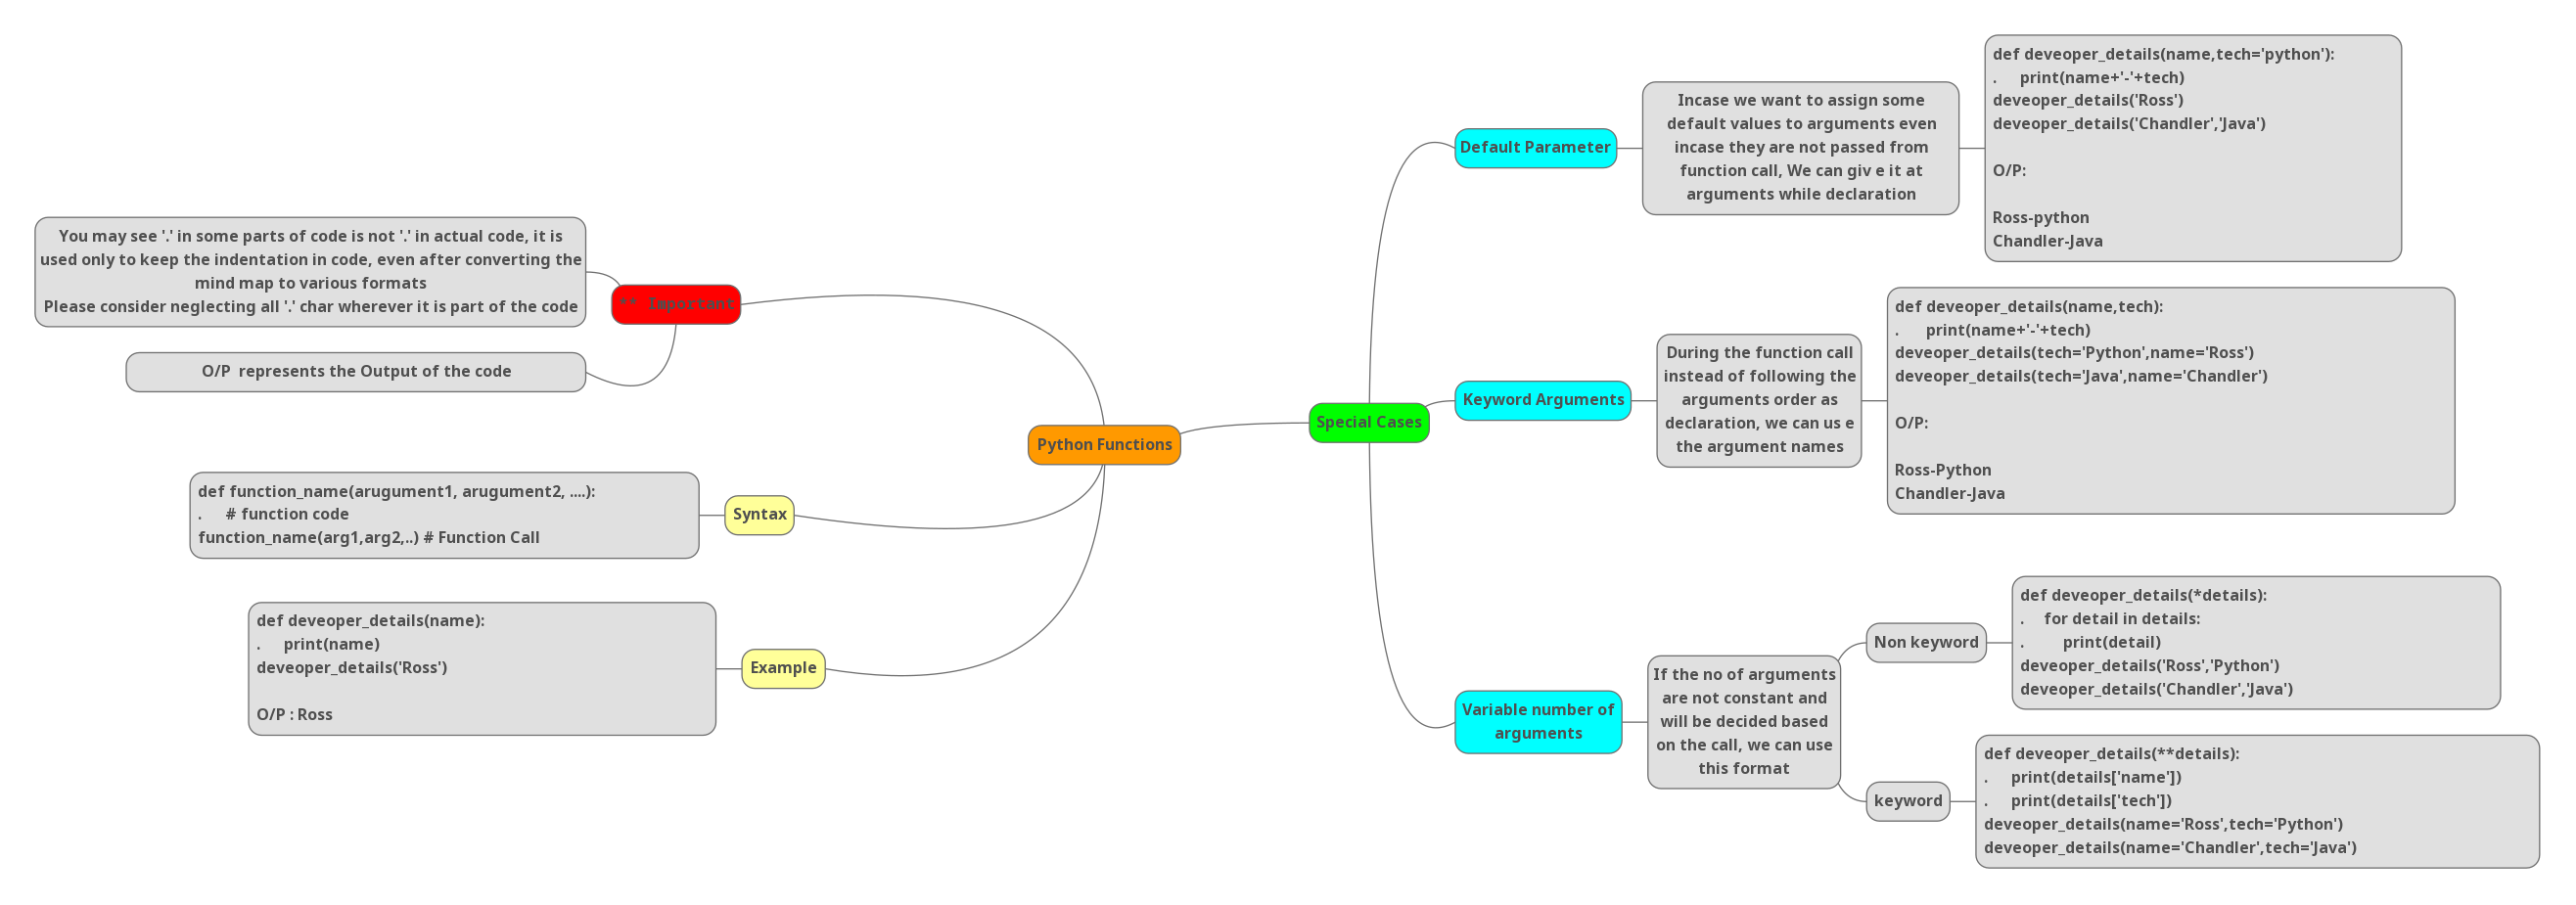 Python Functions
** Important
You may see '.' in some parts of code is not '.' in actual code, it is
used only to keep the indentation in code, even after converting the
mind map to various formats
Please consider neglecting all '.' char wherever it is part of the code
O/P  represents the Output of the code
Syntax
def function_name(arugument1, arugument2, ....):
.      # function code
function_name(arg1,arg2,..) # Function Call
Example
def deveoper_details(name):
.      print(name)
deveoper_details('Ross')
O/P : Ross
Special Cases
Default Parameter
Incase we want to assign some
default values to arguments even
incase they are not passed from
function call, We can giv e it at
arguments while declaration
def deveoper_details(name,tech='python'):
.      print(name+'-'+tech)
deveoper_details('Ross')
deveoper_details('Chandler','Java')
O/P:
Ross-python
Chandler-Java
Keyword Arguments
During the function call
instead of following the
arguments order as
declaration, we can us e
the argument names
def deveoper_details(name,tech):
.       print(name+'-'+tech)
deveoper_details(tech='Python',name='Ross')
deveoper_details(tech='Java',name='Chandler')
O/P:
Ross-Python
Chandler-Java
Variable number of
arguments
If the no of arguments
are not constant and
will be decided based
on the call, we can use
this format
Non keyword
def deveoper_details(*details):
.     for detail in details:
.          print(detail)
deveoper_details('Ross','Python')
deveoper_details('Chandler','Java')
keyword
def deveoper_details(**details):
.      print(details['name'])
.      print(details['tech'])
deveoper_details(name='Ross',tech='Python')
deveoper_details(name='Chandler',tech='Java')